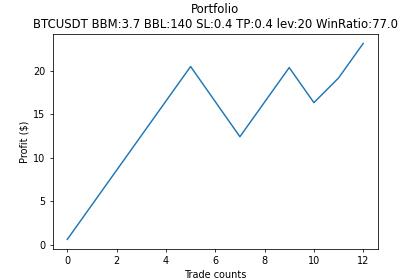 Portfolio
BTCUSDT BBM:3.7 BBL:140 SL:0.4 TP:0.4 lev:20 WinRatio:77.0
20
15
10
5
0
Profit ($)
0 2 4 6 8 10 12
Trade counts